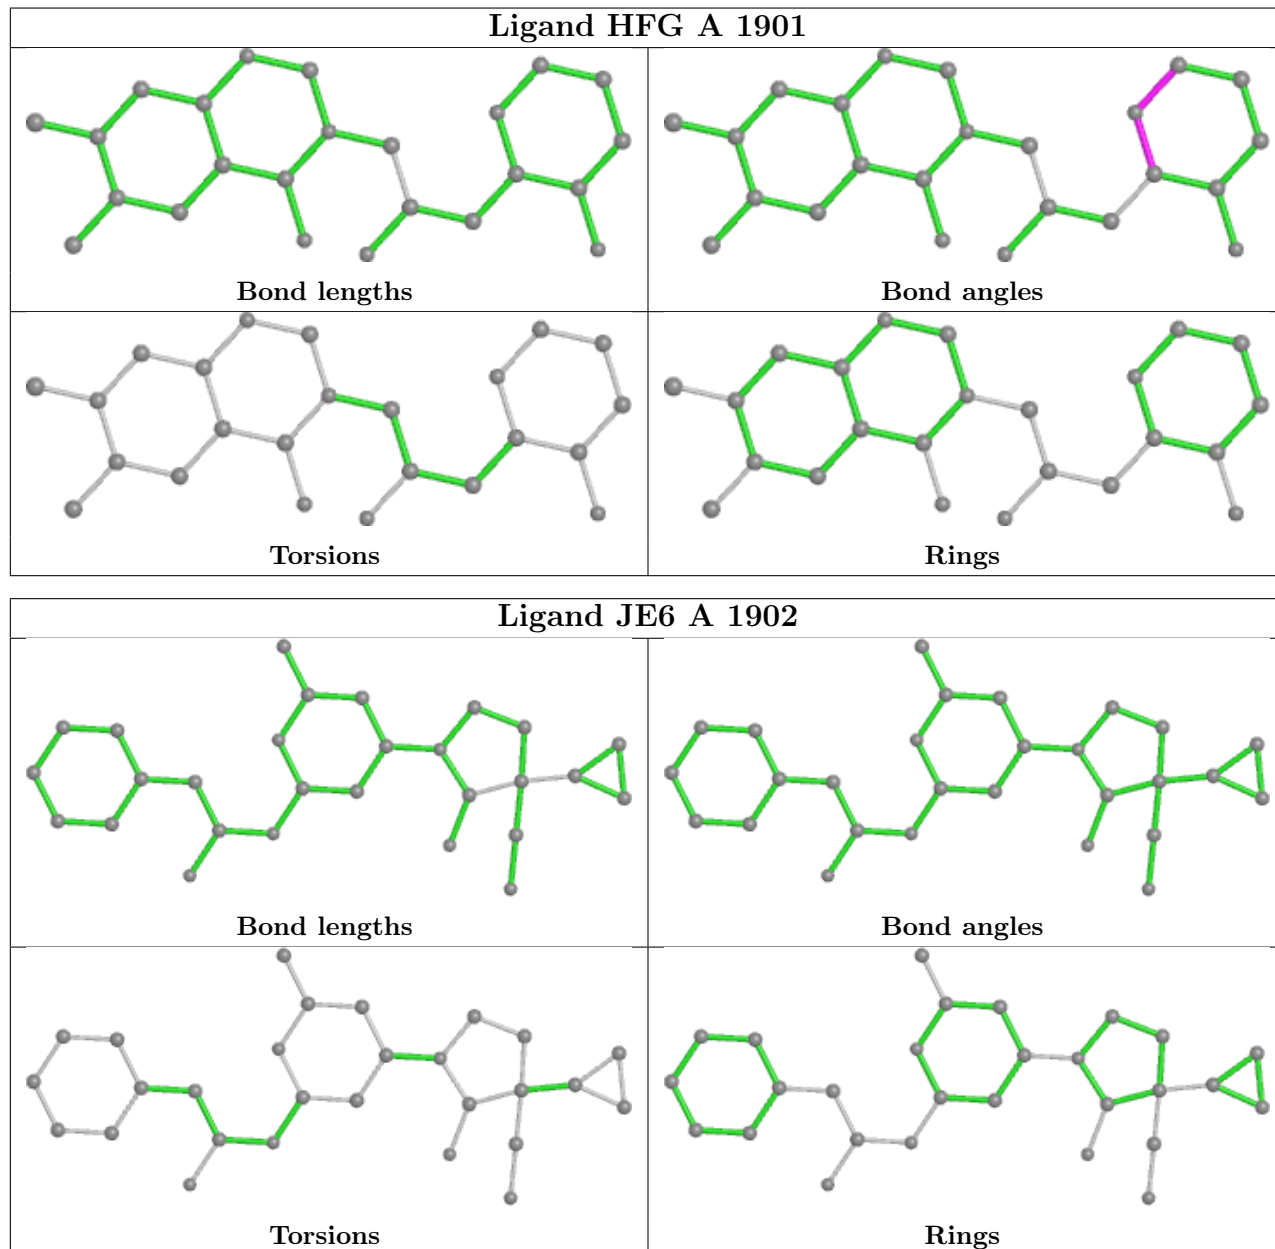 Ligand HFG A 1901
Bond lengths
Bond angles
Torsions
Rings
Ligand JE6 A 1902
Bond lengths
Bond angles
Torsions
Rings